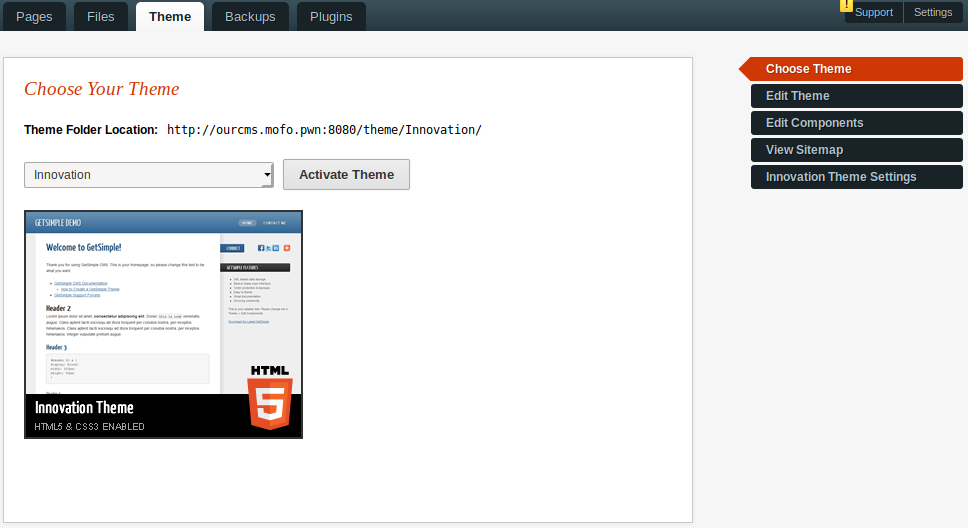 Pages Files Theme Backups Plugins ! Support Settings
Choose Your Theme
Theme Folder Location: http://ourcms.mofo.pwn:8080/theme/Innovation/
Innovation Activate Theme
Choose Theme
Edit Theme
Edit Components
View Sitemap
Innovation Theme Settings
GETSIMPLE DEMO HOME CONTACT ME
Welcome to GetSimple!
CONNECT
GETSIMPLE FEATURES
Thank you for using GetSimple CMS. This is your homepage, so please change this text to be
what you want.
GetSimple CMS Documentation
How to Create a GetSimple Theme
GetSimple Support Forums
Header 2
Header 3
Download the Latest GetSimple
HTML
5
Innovation Theme
HTML5 & CSS3 ENABLED